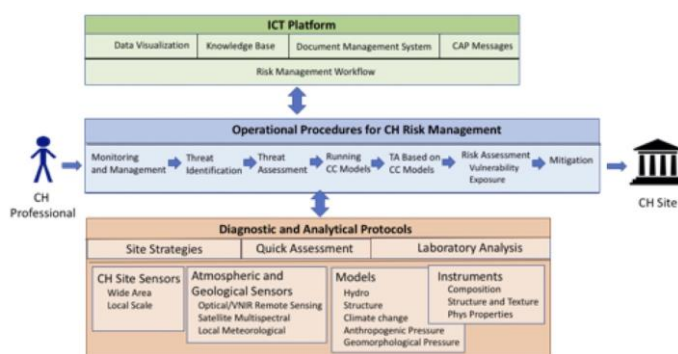 ICT Platform
Data Visualization
Knowledge Base
Document Management System
CAP Messages
Risk Management Workflow
Operational Procedures for CH Risk Management
CH
Professional
Monitoring
and Management
Threat
Identification
Threat
Assessment
Running
CC Models
TA Based on
CC Models
Risk Assessment
Vulnerability
Exposure
Mitigation
CH Site
Diagnostic and Analytical Protocols
Site Strategies
Quick Assessment
Laboratory Analysis
CH Site Sensors
Wide Area
Local Scale
Atmospheric and
Geological Sensors
Optical/VNIR Remote Sensing
Satellite Multispectral
Local Meteorological
Models
Hydro
Structure
Climate change
Anthropogenic Pressure
Geomorphological Pressure
Instruments
Composition
Structure and Texture
Phys Properties